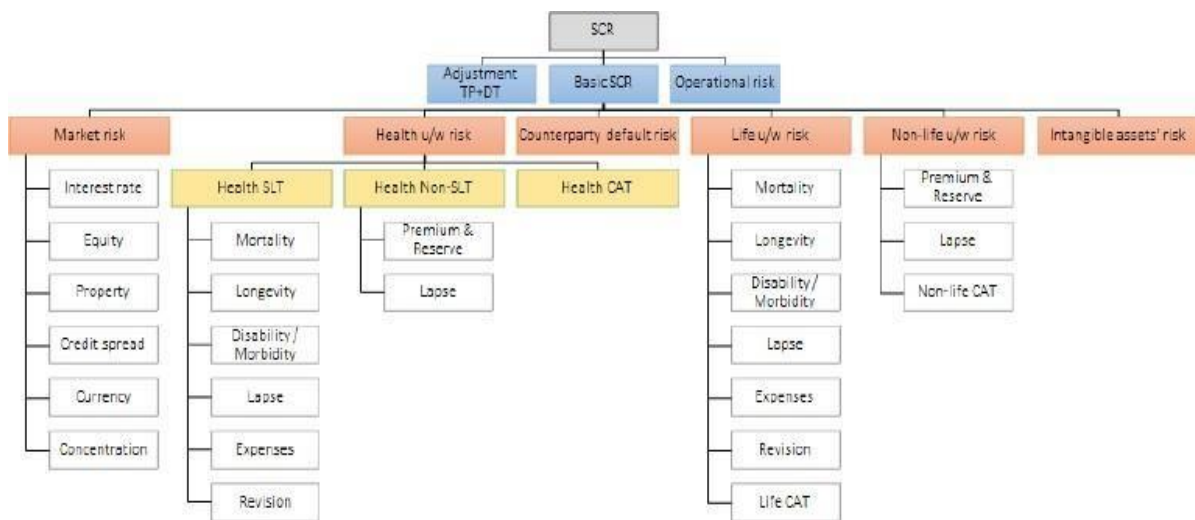 SCR
Adjustment
TP+DT
Basic SCR
Operational risk
Market risk
Health u/w risk
Counterparty default risk
Life u/w risk
Non-life u/w risk
Intangible assets' risk
Interest rate
Equity
Property
Credit spread
Currency
Concentration
Health SLT
Mortality
Longevity
Disability /
Morbidity
Lapse
Expenses
Revision
Health Non-SLT
Premium &
Reserve
Lapse
Health CAT
Mortality
Longevity
Disability /
Morbidity
Lapse
Expenses
Revision
Life CAT
Premium &
Reserve
Lapse
Non-life CAT